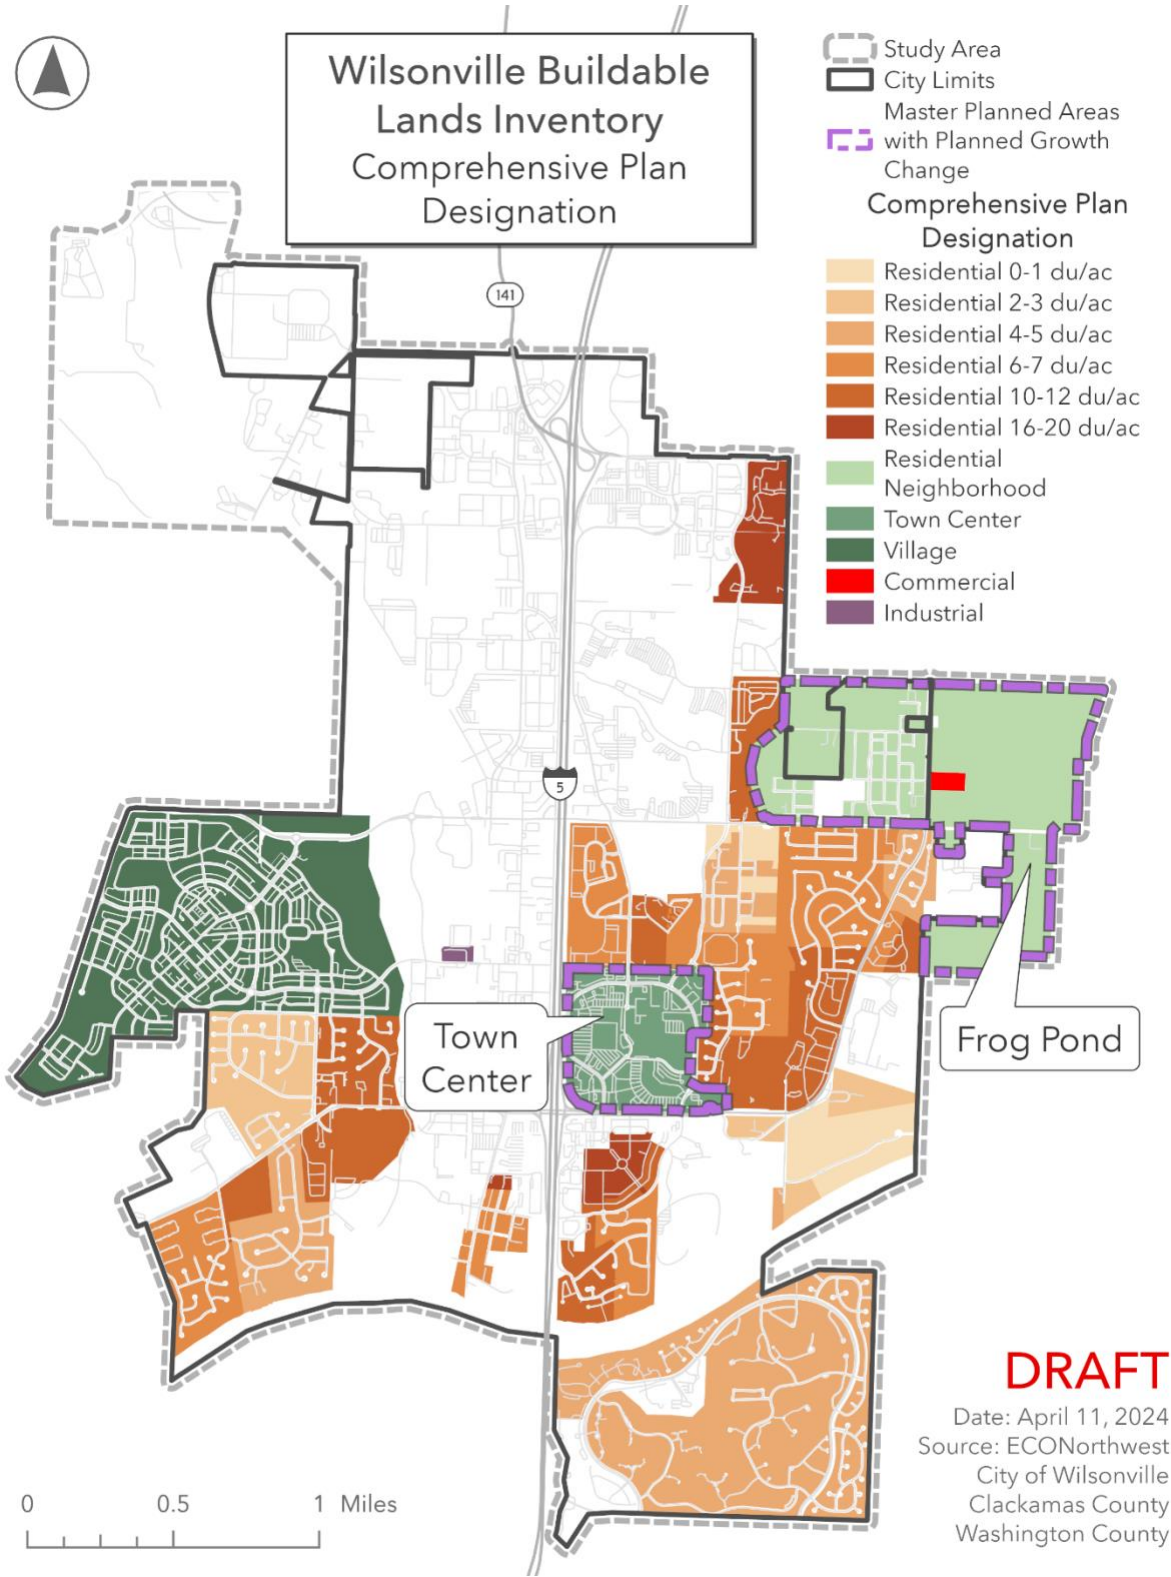 Wilsonville Buildable
Lands Inventory
Comprehensive Plan
Designation
Study Area
City Limits
Master Planned Areas
with Planned Growth
Change
Comprehensive Plan
Designation
Residential 0-1 du/ac
Residential 2-3 du/ac
Residential 4-5 du/ac
Residential 6-7 du/ac
Residential 10-12 du/ac
Residential 16-20 du/ac
Residential
Neighborhood
Town Center
Village
Commercial
Industrial
141
5
Town
Center
Frog Pond
DRAFT
Date: April 11, 2024
Source: ECONorthwest
City of Wilsonville
Clackamas County
Washington County
0 0.5 1 Miles